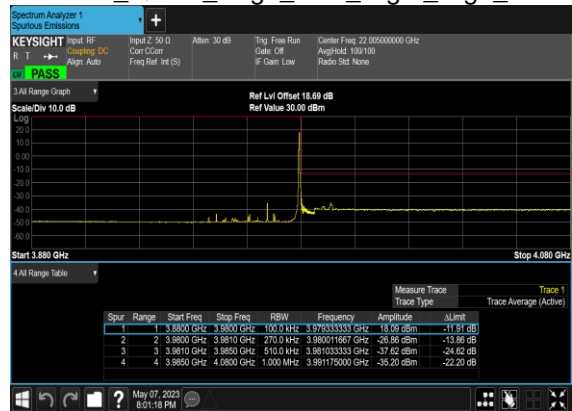 Spectrum Analyzer 1
Spurious Emissions
KEYSIGHT Input: RF Input Z: 50 Ω Atten: 30 dB Trig: Free Run Center Freq: 22.005000000 GHz
R T Coupling: DC Corr CCorr Gate: Off Avg|Hold: 100/100
Align: Auto Freq Ref: Int (S) IF Gain: Low Radio Std: None
LW PASS
3 All Range Graph
Ref Lvl Offset 18.69 dB
Scale/Div 10.0 dB Ref Value 30.00 dBm
Log
20.0
10.0
0.00
-10.0
-20.0
-30.0
-40.0
-50.0
-60.0
Start 3.880 GHz Stop 4.080 GHz
4 All Range Table
Measure Trace Trace 1
Trace Type Trace Average (Active)
Spur Range Start Freq Stop Freq RBW Frequency Amplitude ΔLimit
1 1 3.8800 GHz 3.9800 GHz 100.0 kHz 3.979333333 GHz 18.09 dBm -11.91 dB
2 2 3.9800 GHz 3.9810 GHz 270.0 kHz 3.980011667 GHz -26.86 dBm -13.86 dB
3 3 3.9810 GHz 3.9850 GHz 510.0 kHz 3.981033333 GHz -37.62 dBm -24.62 dB
4 4 3.9850 GHz 4.0800 GHz 1.000 MHz 3.991175000 GHz -35.20 dBm -22.20 dB
May 07, 2023
8:01:18 PM